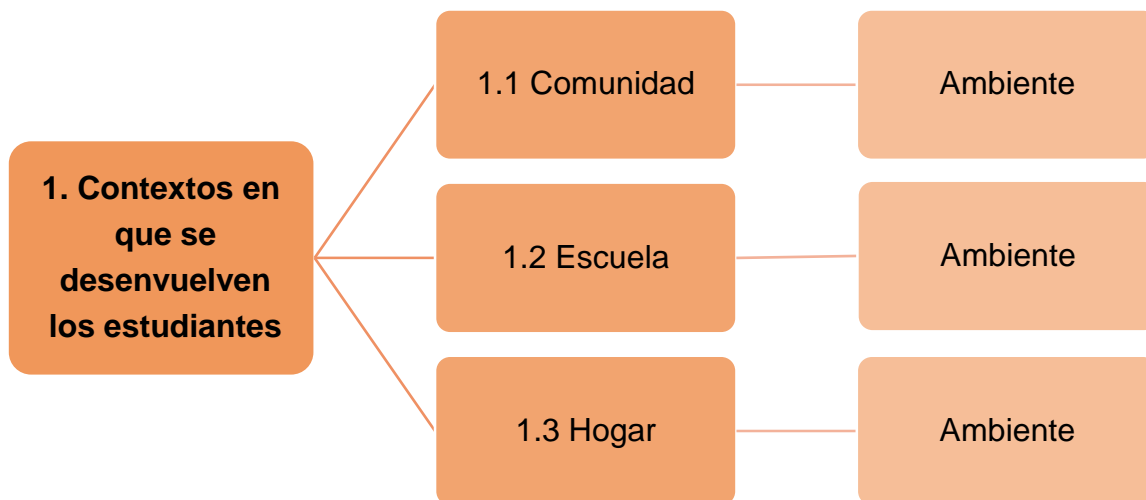 1. Contextos en
que se
desenvuelven
los estudiantes
1.1 Comunidad
Ambiente
1.2 Escuela
Ambiente
1.3 Hogar
Ambiente